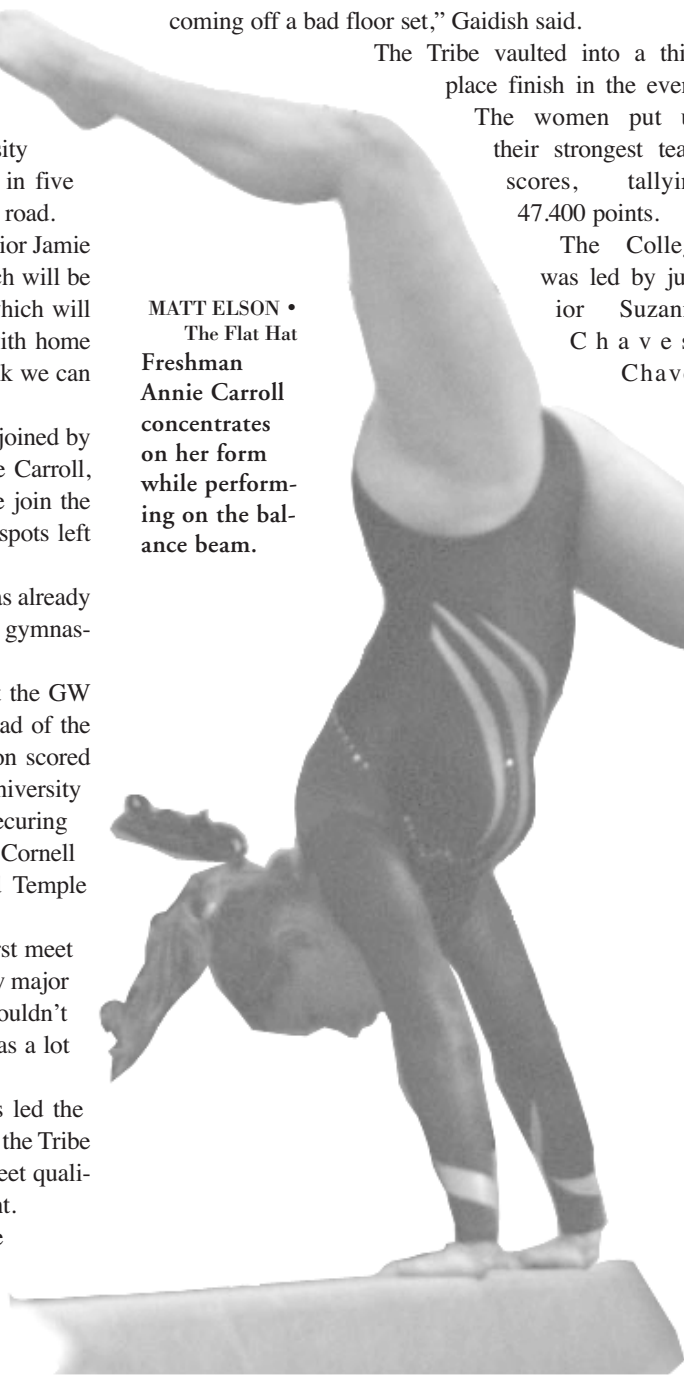 sity
in five
road.
ior Jamie
ch will be
which will
ith home
k we can
joined by
e Carroll,
e join the
spots left
as already
gymnas-
t the GW
ad of the
on scored
niversity
ecuring
Cornell
Temple
rst meet
y major
ouldn’t
as a lot
s led the
the Tribe
eet quali-
nt.
e
MATT ELSON •
The Flat Hat
Freshman
Annie Carroll
concentrates
on her form
while perform-
ing on the bal-
ance beam.
coming off a bad floor set,” Gaidish said.
The Tribe vaulted into a thi
place finish in the even
The women put u
their strongest tea
scores, tallyin
47.400 points.
The Colleg
was led by ju
ior Suzan
Chaves
Chav